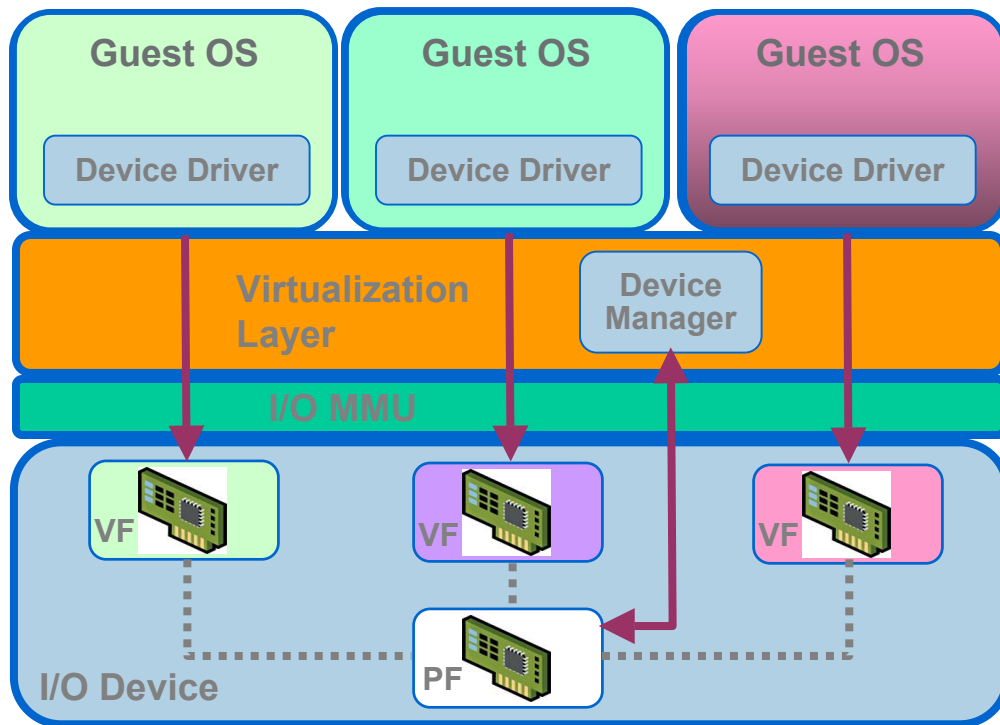 Guest OS
Guest OS
Guest OS
Device Driver
Device Driver
Device Driver
Virtualization
Layer
Device
Manager
I/O MMU
VF
VF
VF
PF
I/O Device